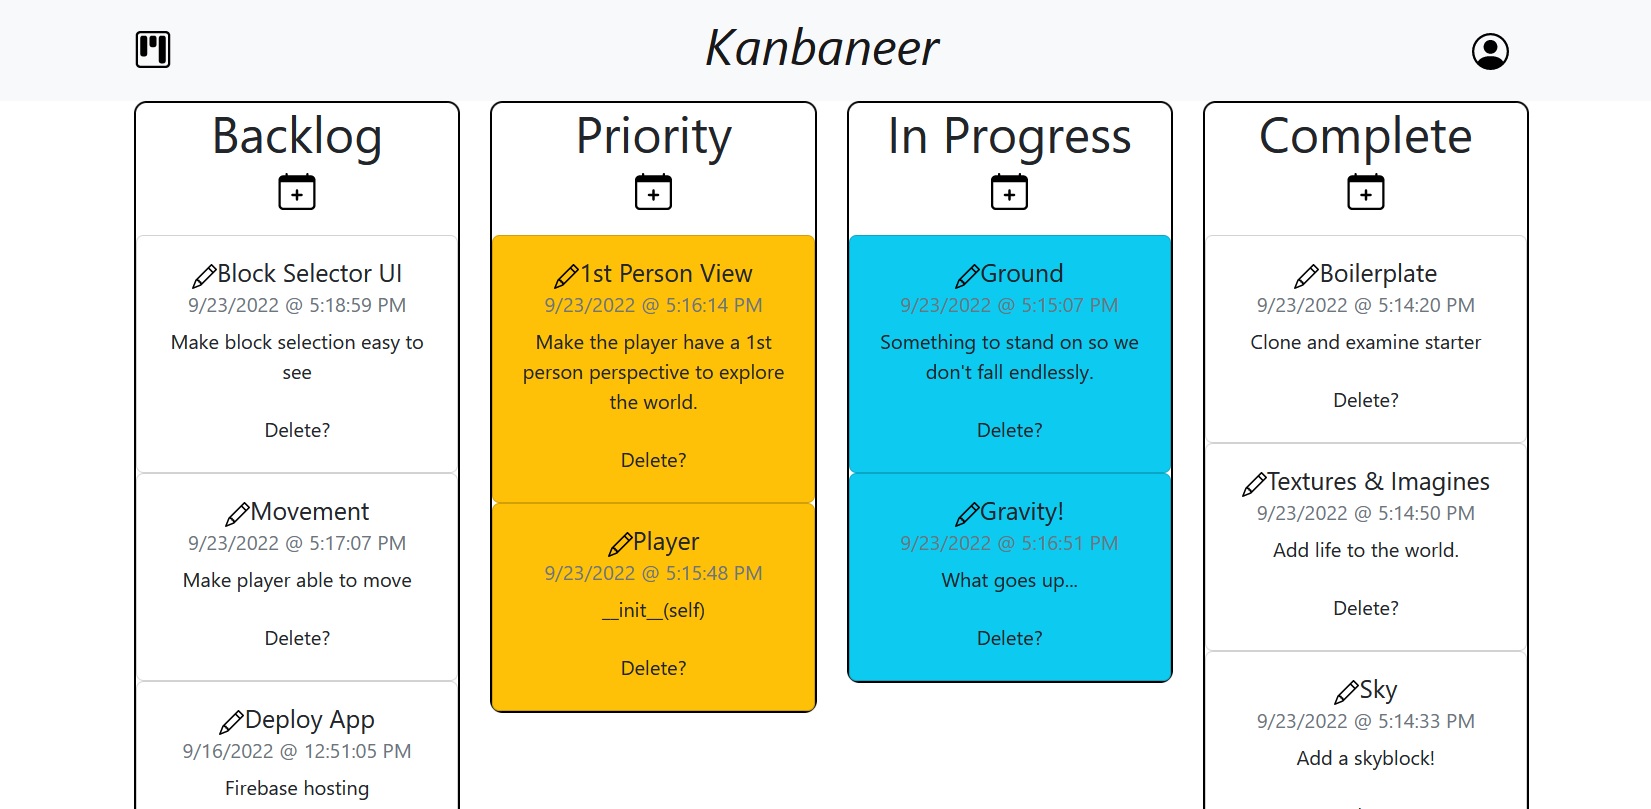 Kanbaneer
Backlog
Block Selector UI
9/23/2022 @ 5:18:59 PM
Make block selection easy to
see
Delete?
Movement
9/23/2022 @ 5:17:07 PM
Make player able to move
Delete?
Deploy App
9/16/2022 @ 12:51:05 PM
Firebase hosting
Priority
1st Person View
9/23/2022 @ 5:16:14 PM
Make the player have a 1st
person perspective to explore
the world.
Delete?
Player
9/23/2022 @ 5:15:48 PM
__init__(self)
Delete?
In Progress
Ground
9/23/2022 @ 5:15:07 PM
Something to stand on so we
don't fall endlessly.
Delete?
Gravity!
9/23/2022 @ 5:16:51 PM
What goes up...
Delete?
Complete
Boilerplate
9/23/2022 @ 5:14:20 PM
Clone and examine starter
Delete?
Textures & Imagines
9/23/2022 @ 5:14:50 PM
Add life to the world.
Delete?
Sky
9/23/2022 @ 5:14:33 PM
Add a skyblock!